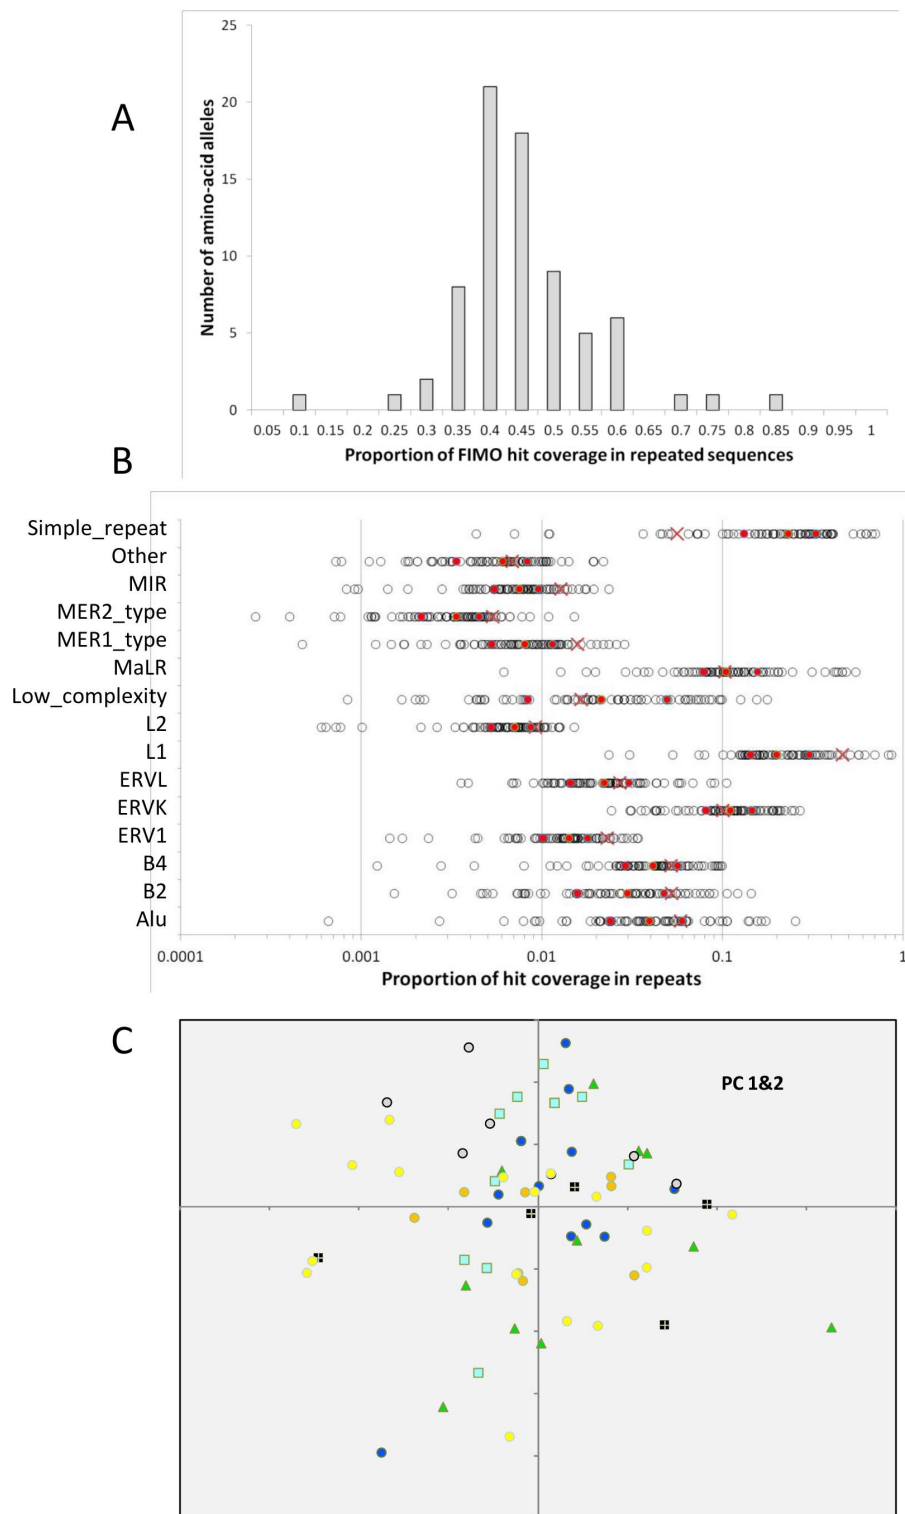 A
25
20
15
10
5
0
Number of amino-acid alleles
0.05 0.1 0.15 0.2 0.25 0.3 0.35 0.4 0.45 0.5 0.55 0.6 0.65 0.7 0.75 0.8 0.85 0.9 0.95 1
Proportion of FIMO hit coverage in repeated sequences
B
Simple_repeat
Other
MIR
MER2_type
MER1_type
MaLR
Low_complexity
L2
L1
ERVL
ERVK
ERV1
B4
B2
Alu
0.0001 0.001 0.01 0.1 1
Proportion of hit coverage in repeats
C
PC 1&2